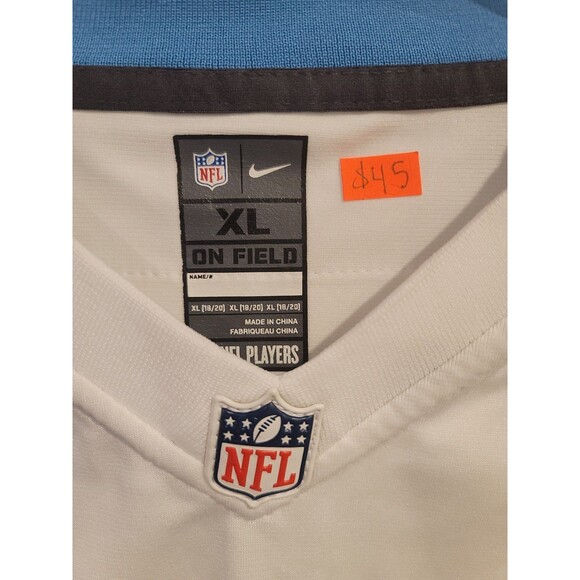 NFL
$45
XL
ON FIELD
NAME/#
XL (18/20) XL (18/20) XL (18/20)
MADE IN CHINA
FABRIQUEAU CHINA
NFL PLAYERS
NFL